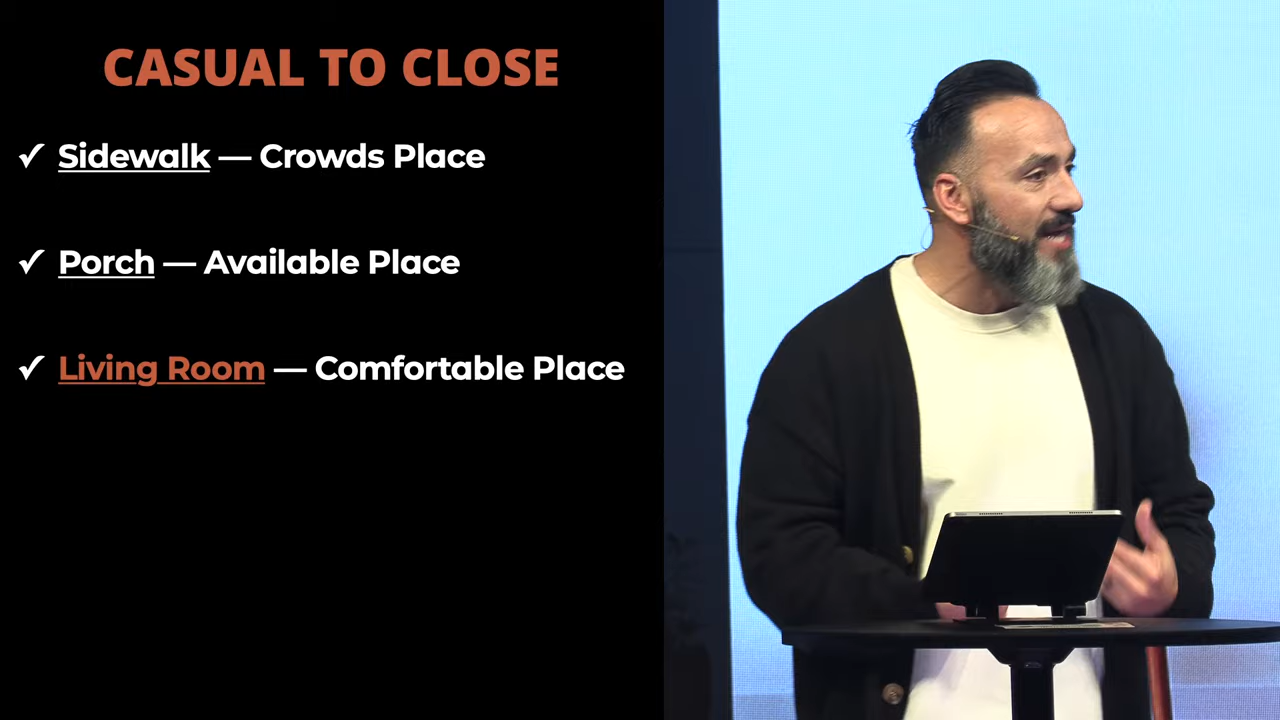 CASUAL TO CLOSE
✓ Sidewalk — Crowds Place
✓ Porch — Available Place
✓ Living Room — Comfortable Place